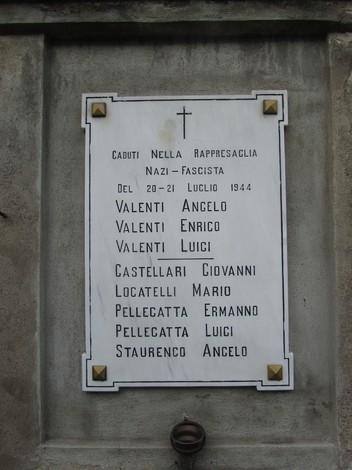 CADUTI NELLA RAPPRESAGLIA
NAZI-FASCISTA
DEL 20-21 LUGLIO 1944
VALENTI ANGELO
VALENTI ENRICO
VALENTI LUIGI
CASTELLARI GIOVANNI
LOCATELLI MARIO
PELLEGATTA ERMANNO
PELLEGATTA LUIGI
STAURENGO ANGELO